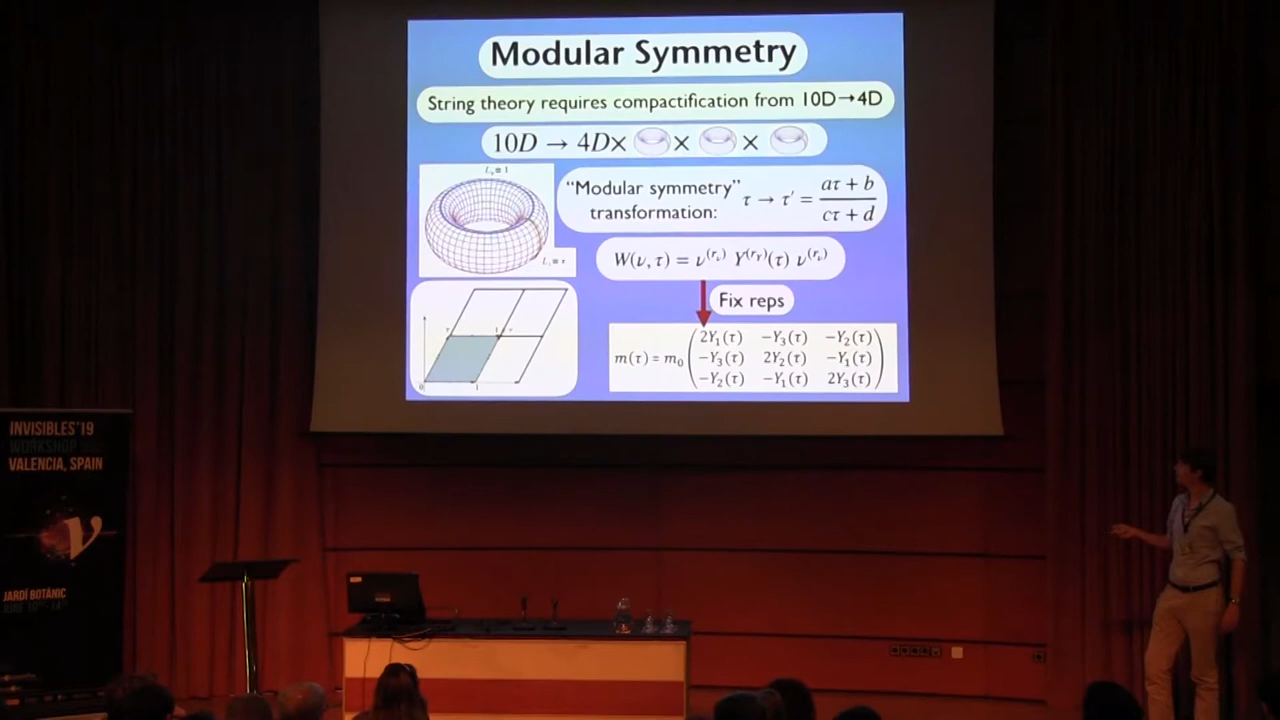 Modular Symmetry
String theory requires compactification from 10D→4D
10D → 4D× × ×
"Modular symmetry"
transformation:
τ → τ' = (aτ + b)/(cτ + d)
W(ν, τ) = ν^(r_ν) Y^(r_Y)(τ) ν^(r_ν)
Fix reps
m(τ) = m₀
2Y₁(τ) −Y₃(τ) −Y₂(τ)
−Y₃(τ) 2Y₂(τ) −Y₁(τ)
−Y₂(τ) −Y₁(τ) 2Y₃(τ)
0
1
INVISIBLES'19
WORKSHOP
VALENCIA, SPAIN
ν
JARDÍ BOTÀNIC